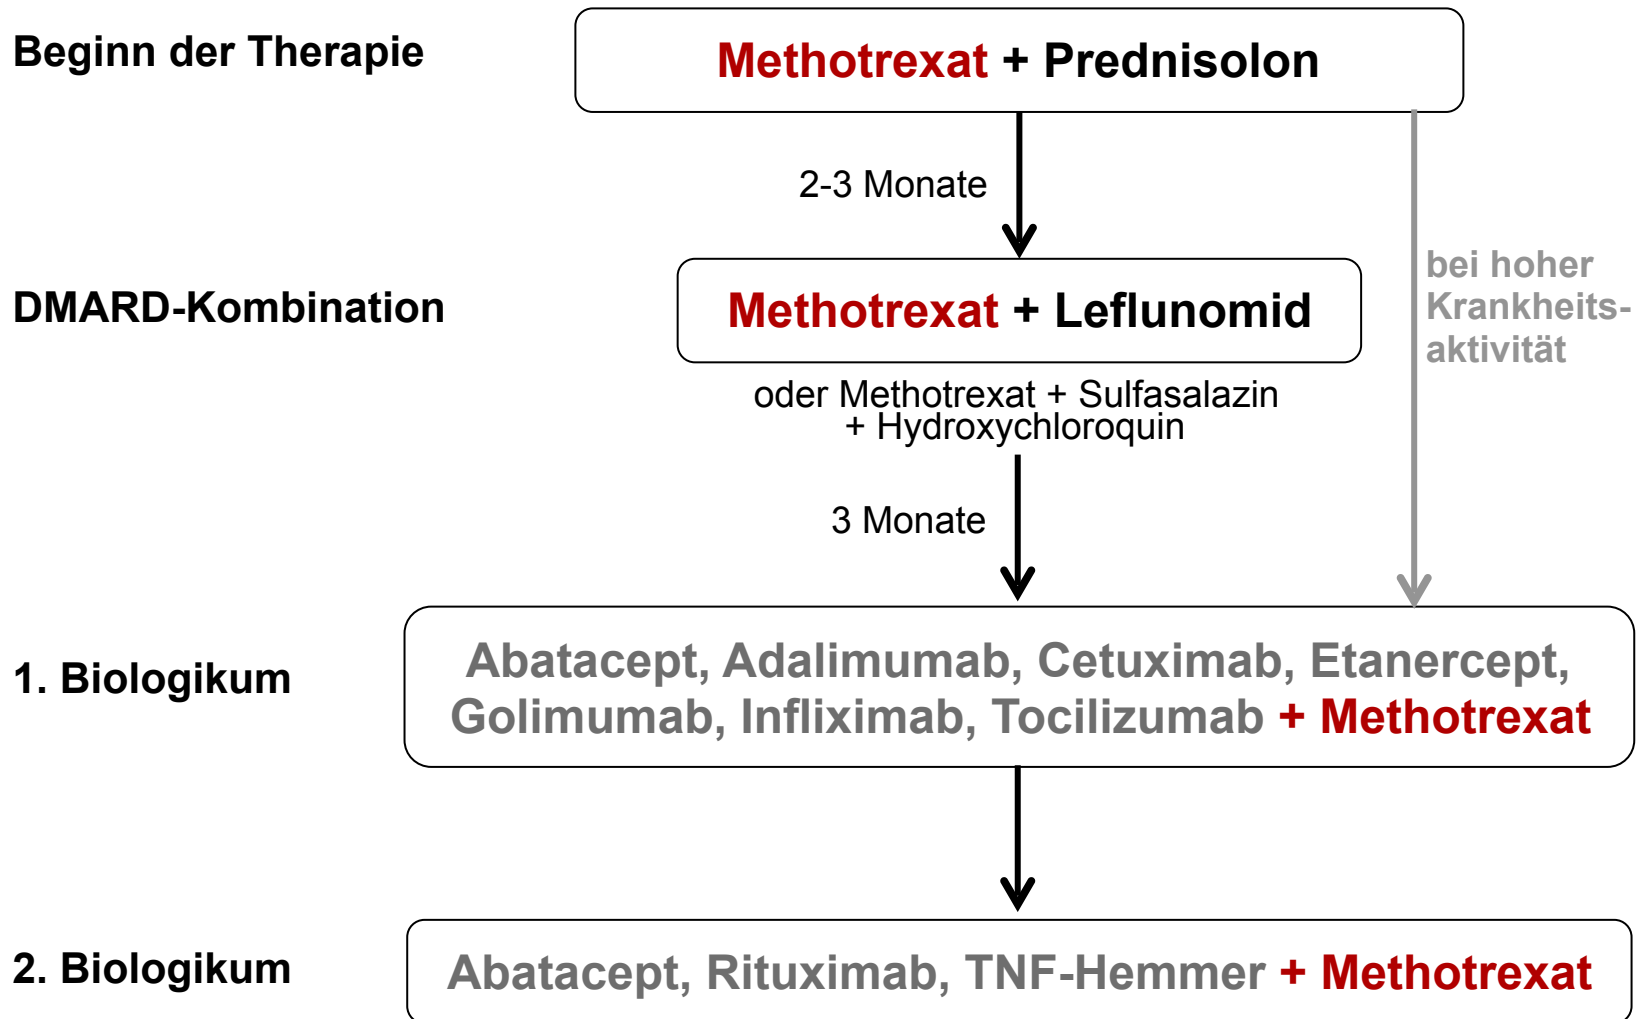 Beginn der Therapie
Methotrexat + Prednisolon
2-3 Monate
bei hoher
Krankheits-
aktivität
DMARD-Kombination
Methotrexat + Leflunomid
oder Methotrexat + Sulfasalazin
+ Hydroxychloroquin
3 Monate
1. Biologikum
Abatacept, Adalimumab, Cetuximab, Etanercept,
Golimumab, Infliximab, Tocilizumab + Methotrexat
2. Biologikum
Abatacept, Rituximab, TNF-Hemmer + Methotrexat